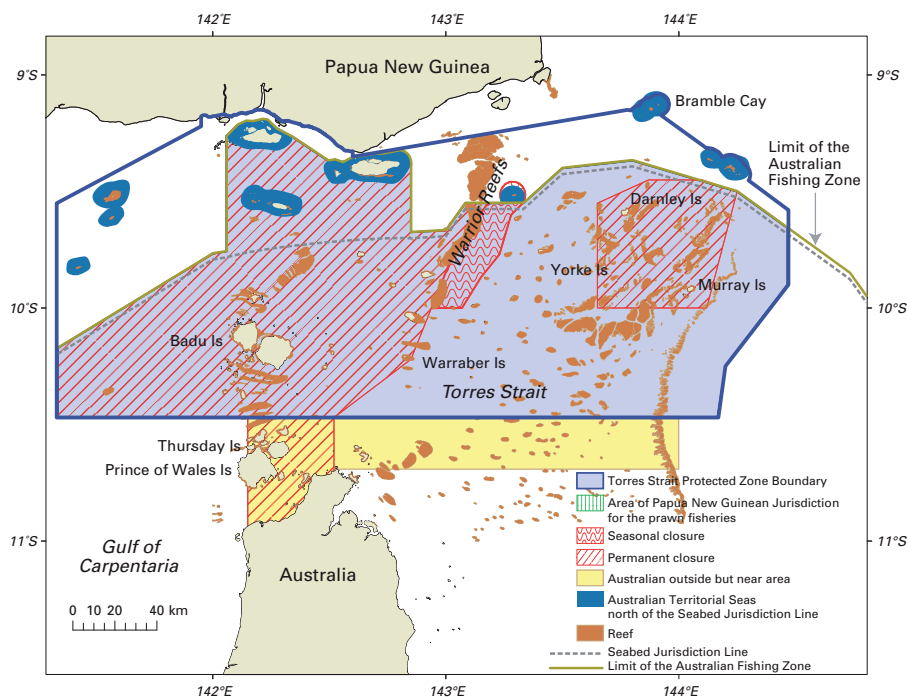 142°E 143°E 144°E
9°S 9°S
Papua New Guinea
Bramble Cay
Limit of the
Australian
Fishing Zone
Warrior Reefs
Darnley Is
Yorke Is
Murray Is
10°S 10°S
Badu Is
Warraber Is
Torres Strait
Thursday Is
Prince of Wales Is
Torres Strait Protected Zone Boundary
Area of Papua New Guinean Jurisdiction
for the prawn fisheries
Seasonal closure
Permanent closure
Australian outside but near area
Australian Territorial Seas
north of the Seabed Jurisdiction Line
Reef
Seabed Jurisdiction Line
Limit of the Australian Fishing Zone
11°S 11°S
Gulf of
Carpentaria
Australia
0 10 20 40 km
142°E 143°E 144°E